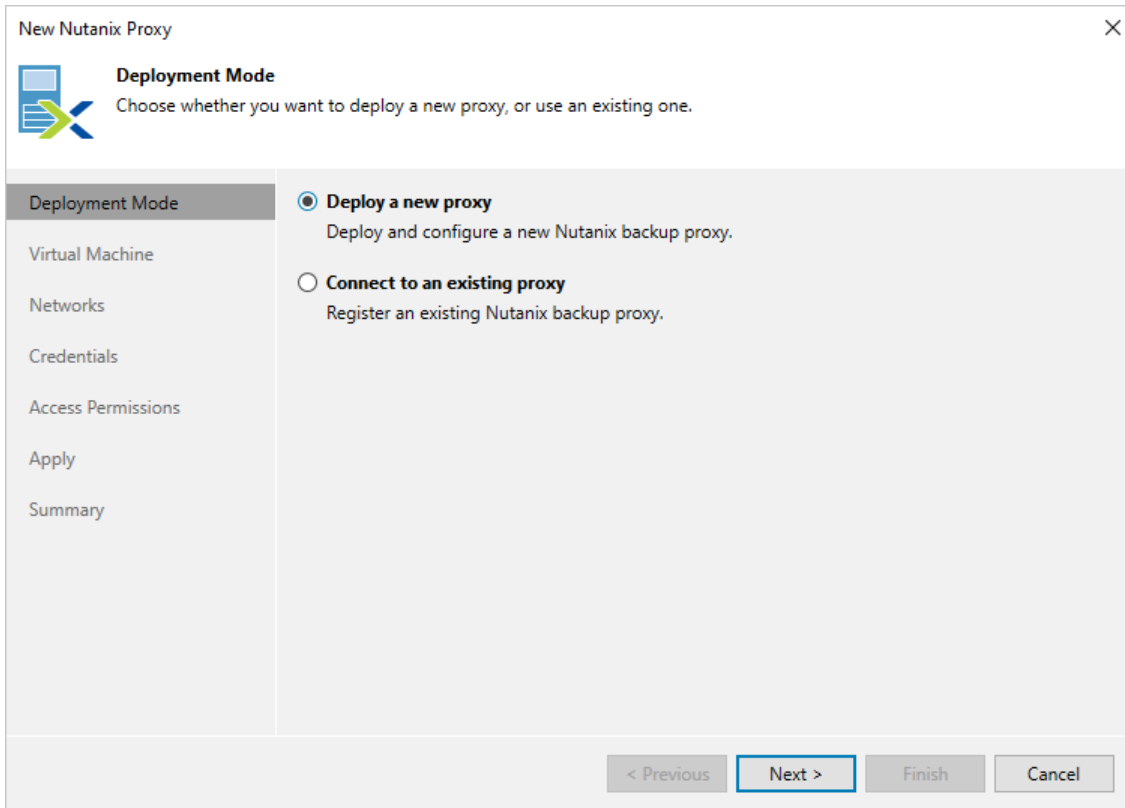 New Nutanix Proxy
Deployment Mode
Choose whether you want to deploy a new proxy, or use an existing one.
Deployment Mode
Virtual Machine
Networks
Credentials
Access Permissions
Apply
Summary
Deploy a new proxy
Deploy and configure a new Nutanix backup proxy.
Connect to an existing proxy
Register an existing Nutanix backup proxy.
< Previous
Next >
Finish
Cancel